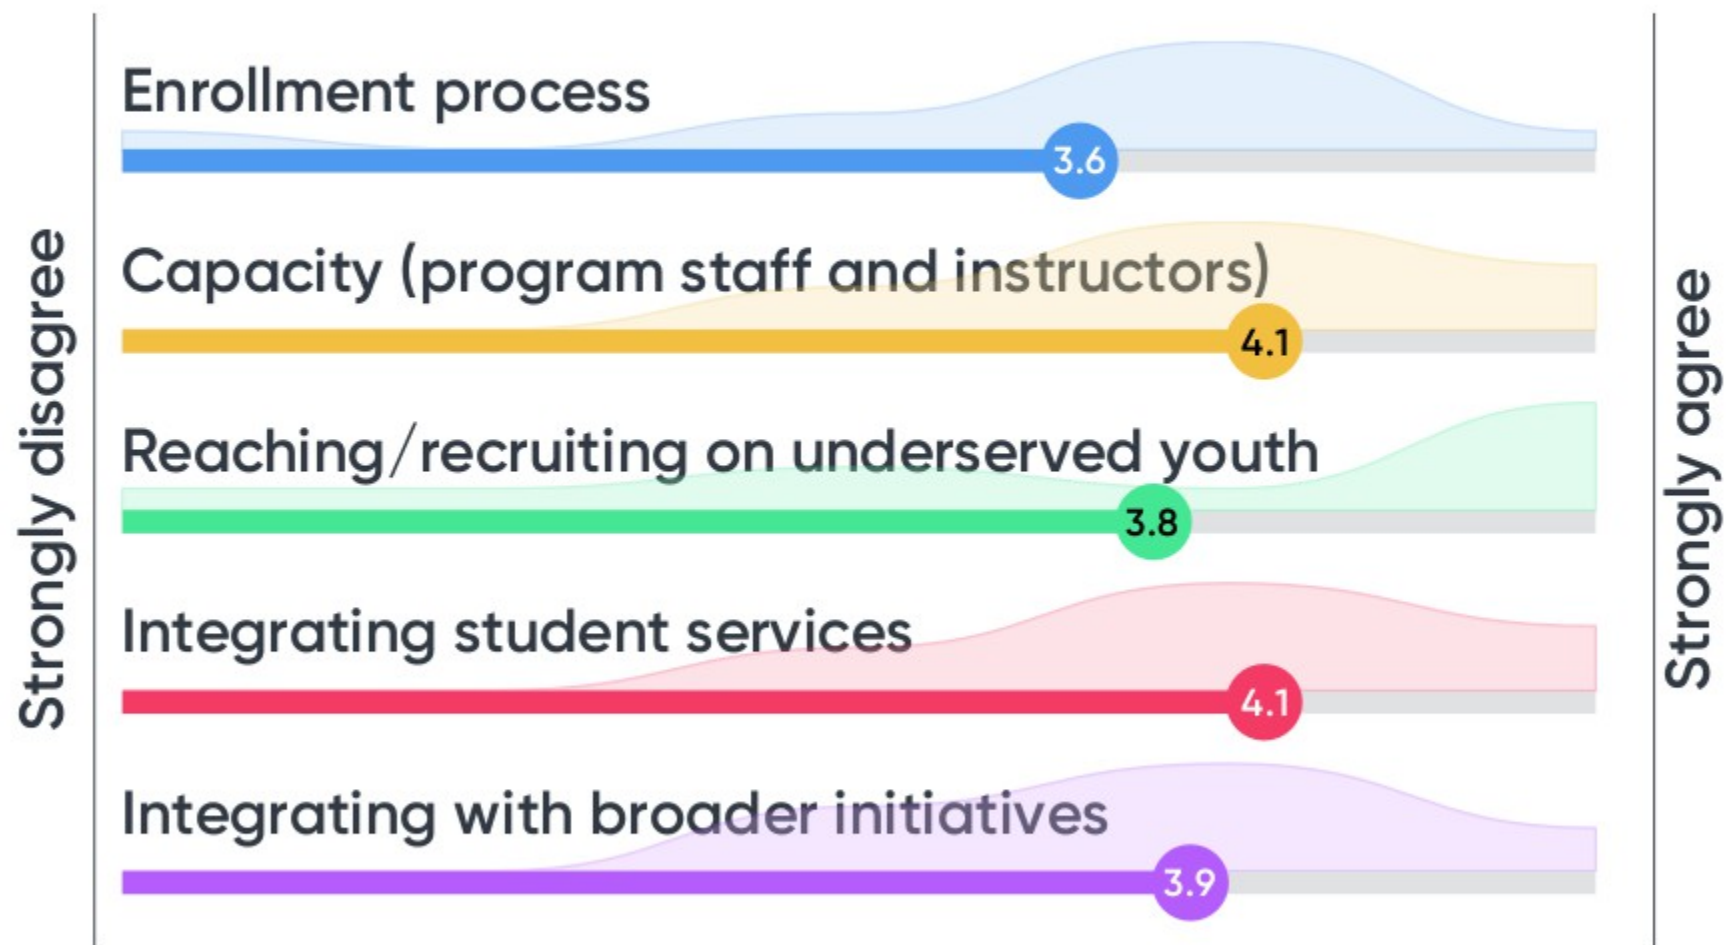 Strongly disagree
Enrollment process
3.6
Capacity (program staff and instructors)
4.1
Reaching/recruiting on underserved youth
3.8
Integrating student services
4.1
Integrating with broader initiatives
3.9
Strongly agree